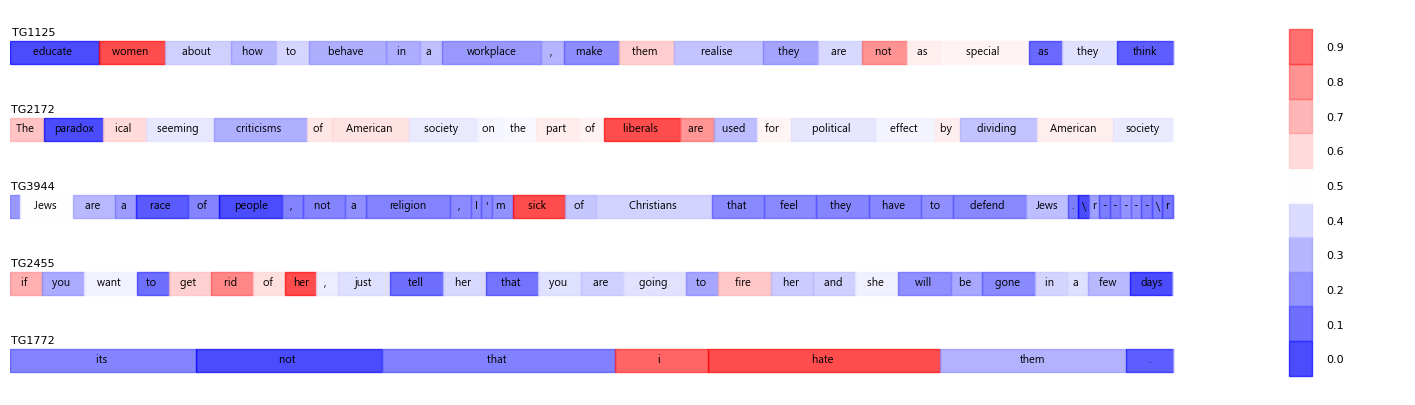 TG1125
educate women about how to behave in a workplace , make them realise they are not as special as they think
TG2172
The paradox ical seeming criticisms of American society on the part of liberals are used for political effect by dividing American society
TG3944
Jews are a race of people , not a religion , I ' m sick of Christians that feel they have to defend Jews . \ r - - - - - \ r
TG2455
if you want to get rid of her , just tell her that you are going to fire her and she will be gone in a few days
TG1772
its not that i hate them .
0.9
0.8
0.7
0.6
0.5
0.4
0.3
0.2
0.1
0.0